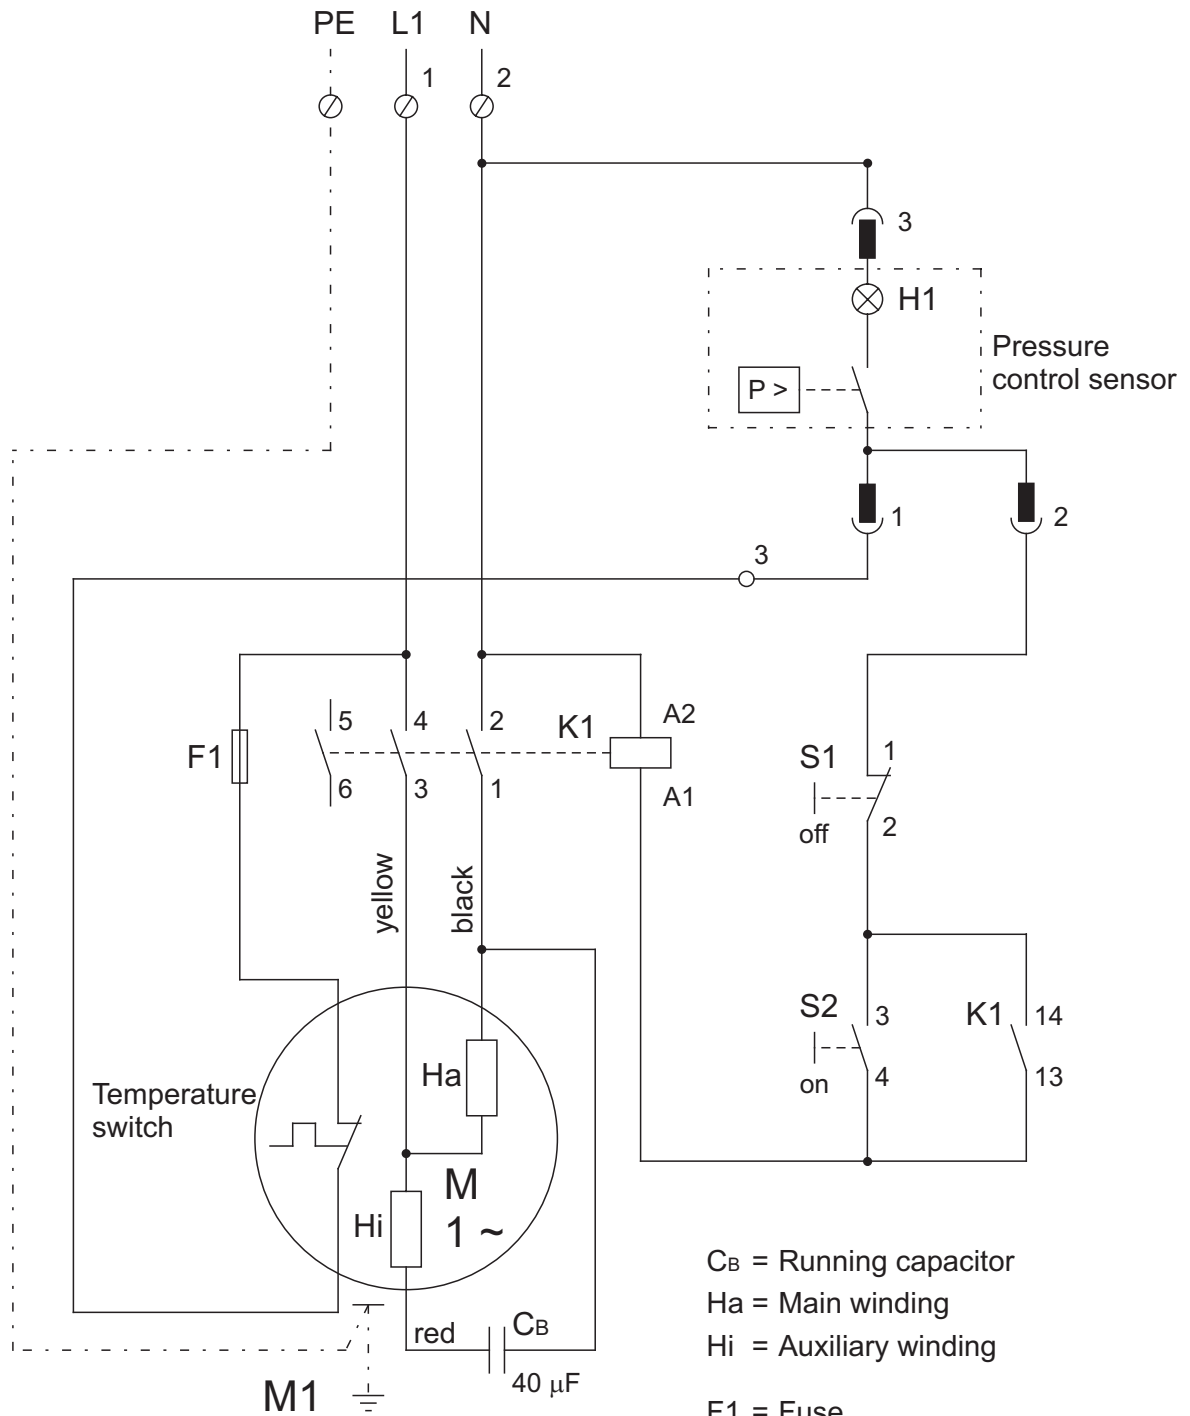 PE L1 N
1 2
3
H1
Pressure
control sensor
P >
1 2
3
5 4 2 K1 A2
F1
6 3 1 A1
S1 1
off 2
yellow black
S2 3 K1 14
on 4 13
Ha
Temperature
switch
M
1 ~
Hi
red CB
40 µF
M1
CB = Running capacitor
Ha = Main winding
Hi = Auxiliary winding
F1 = Fuse